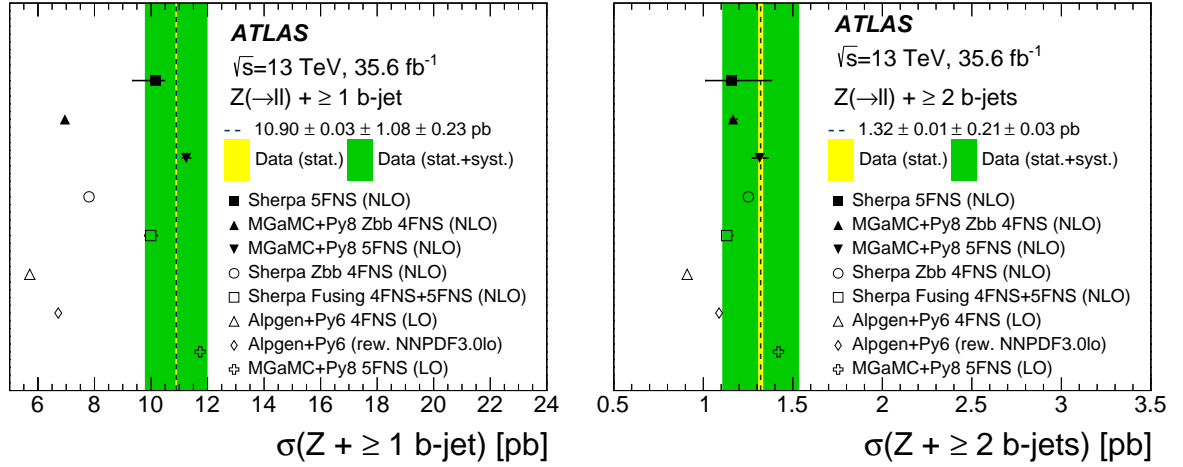 ATLAS
√s=13 TeV, 35.6 fb⁻¹
Z(→ll) + ≥ 1 b-jet
10.90 ± 0.03 ± 1.08 ± 0.23 pb
Data (stat.) Data (stat.+syst.)
Sherpa 5FNS (NLO)
MGaMC+Py8 Zbb 4FNS (NLO)
MGaMC+Py8 5FNS (NLO)
Sherpa Zbb 4FNS (NLO)
Sherpa Fusing 4FNS+5FNS (NLO)
Alpgen+Py6 4FNS (LO)
Alpgen+Py6 (rew. NNPDF3.0lo)
MGaMC+Py8 5FNS (LO)
6 8 10 12 14 16 18 20 22 24
σ(Z + ≥ 1 b-jet) [pb]
ATLAS
√s=13 TeV, 35.6 fb⁻¹
Z(→ll) + ≥ 2 b-jets
1.32 ± 0.01 ± 0.21 ± 0.03 pb
Data (stat.) Data (stat.+syst.)
Sherpa 5FNS (NLO)
MGaMC+Py8 Zbb 4FNS (NLO)
MGaMC+Py8 5FNS (NLO)
Sherpa Zbb 4FNS (NLO)
Sherpa Fusing 4FNS+5FNS (NLO)
Alpgen+Py6 4FNS (LO)
Alpgen+Py6 (rew. NNPDF3.0lo)
MGaMC+Py8 5FNS (LO)
0.5 1 1.5 2 2.5 3 3.5
σ(Z + ≥ 2 b-jets) [pb]